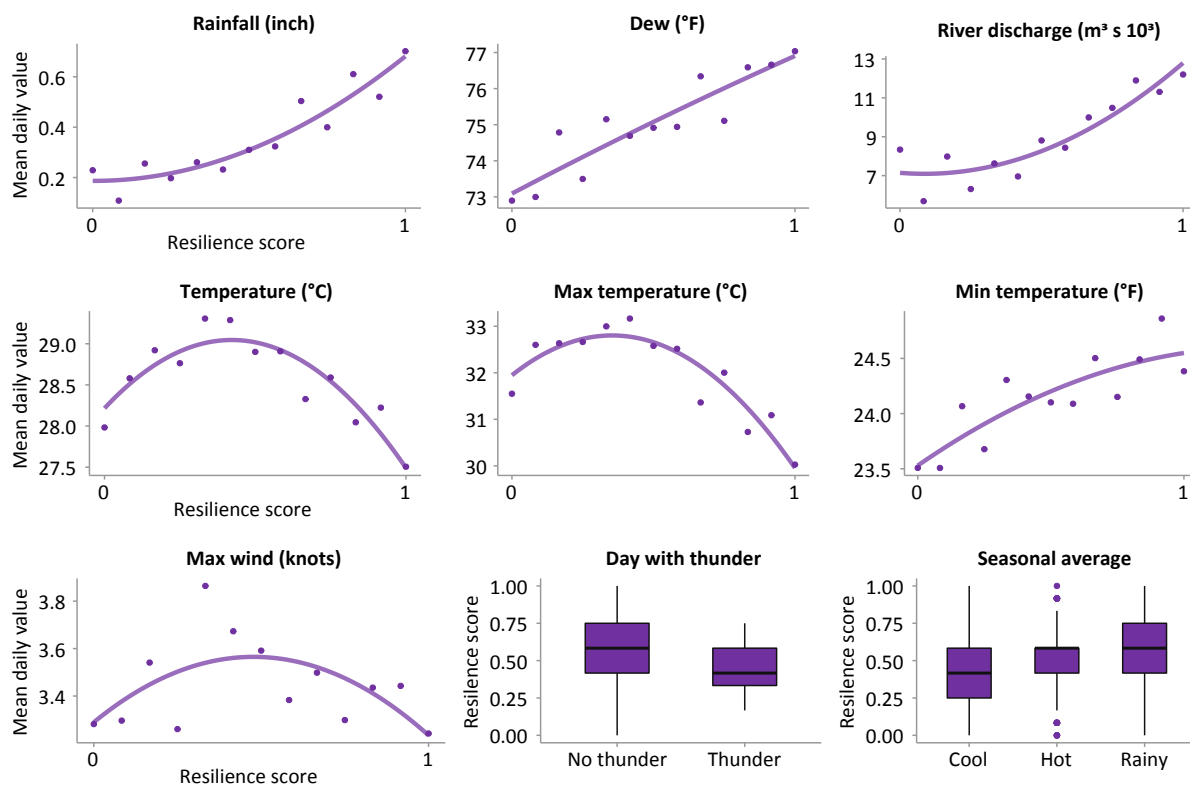 Rainfall (inch)
Mean daily value
0.6
0.4
0.2
0
1
Resilience score
Dew (°F)
77
76
75
74
73
0
1
River discharge (m³ s 10³)
13
11
9
7
0
1
Temperature (°C)
Mean daily value
29.0
28.5
28.0
27.5
0
1
Resilience score
Max temperature (°C)
33
32
31
30
0
1
Min temperature (°F)
24.5
24.0
23.5
0
1
Max wind (knots)
Mean daily value
3.8
3.6
3.4
0
1
Resilience score
Day with thunder
Resilence score
1.00
0.75
0.50
0.25
0.00
No thunder
Thunder
Seasonal average
Resilence score
1.00
0.75
0.50
0.25
0.00
Cool
Hot
Rainy